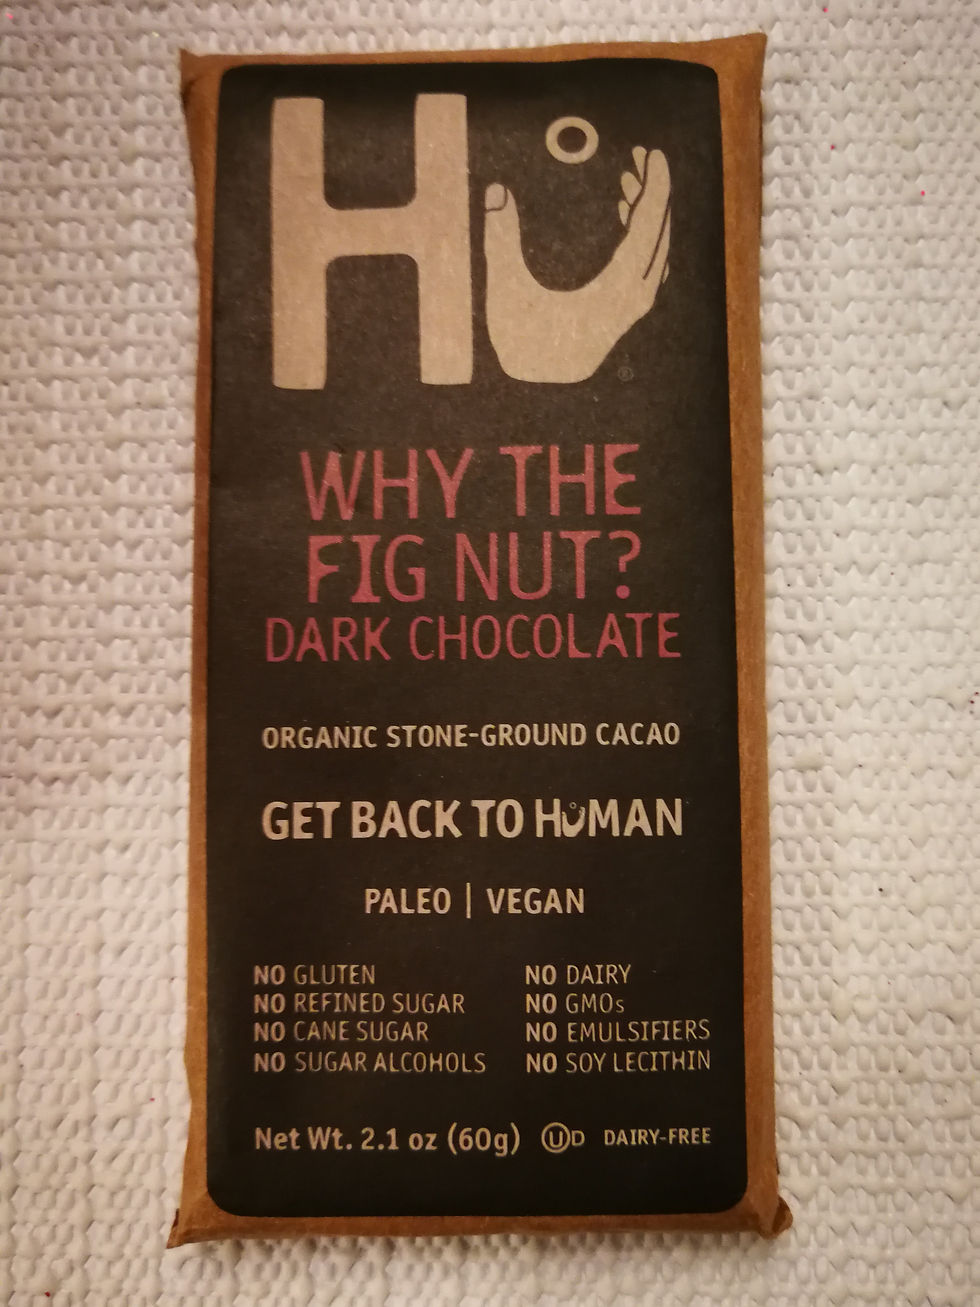 Hu
®
WHY THE
FIG NUT?
DARK CHOCOLATE
ORGANIC STONE-GROUND CACAO
GET BACK TO HUMAN
PALEO | VEGAN
NO GLUTEN
NO REFINED SUGAR
NO CANE SUGAR
NO SUGAR ALCOHOLS
NO DAIRY
NO GMOs
NO EMULSIFIERS
NO SOY LECITHIN
Net Wt. 2.1 oz (60g) UD DAIRY-FREE